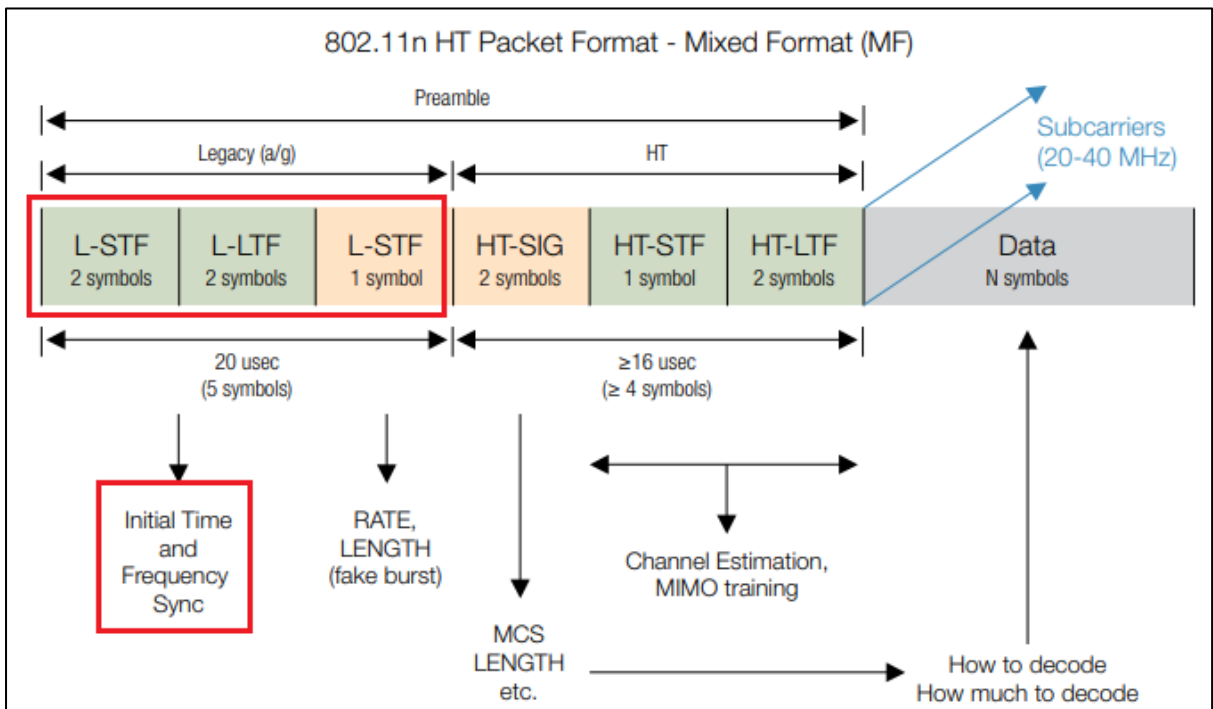 802.11n HT Packet Format - Mixed Format (MF)
Preamble
Legacy (a/g)
HT
Subcarriers
(20-40 MHz)
L-STF
2 symbols
L-LTF
2 symbols
L-STF
1 symbol
HT-SIG
2 symbols
HT-STF
1 symbol
HT-LTF
2 symbols
Data
N symbols
20 usec
(5 symbols)
≥16 usec
(≥ 4 symbols)
Initial Time
and
Frequency
Sync
RATE,
LENGTH
(fake burst)
Channel Estimation,
MIMO training
MCS
LENGTH
etc.
How to decode
How much to decode